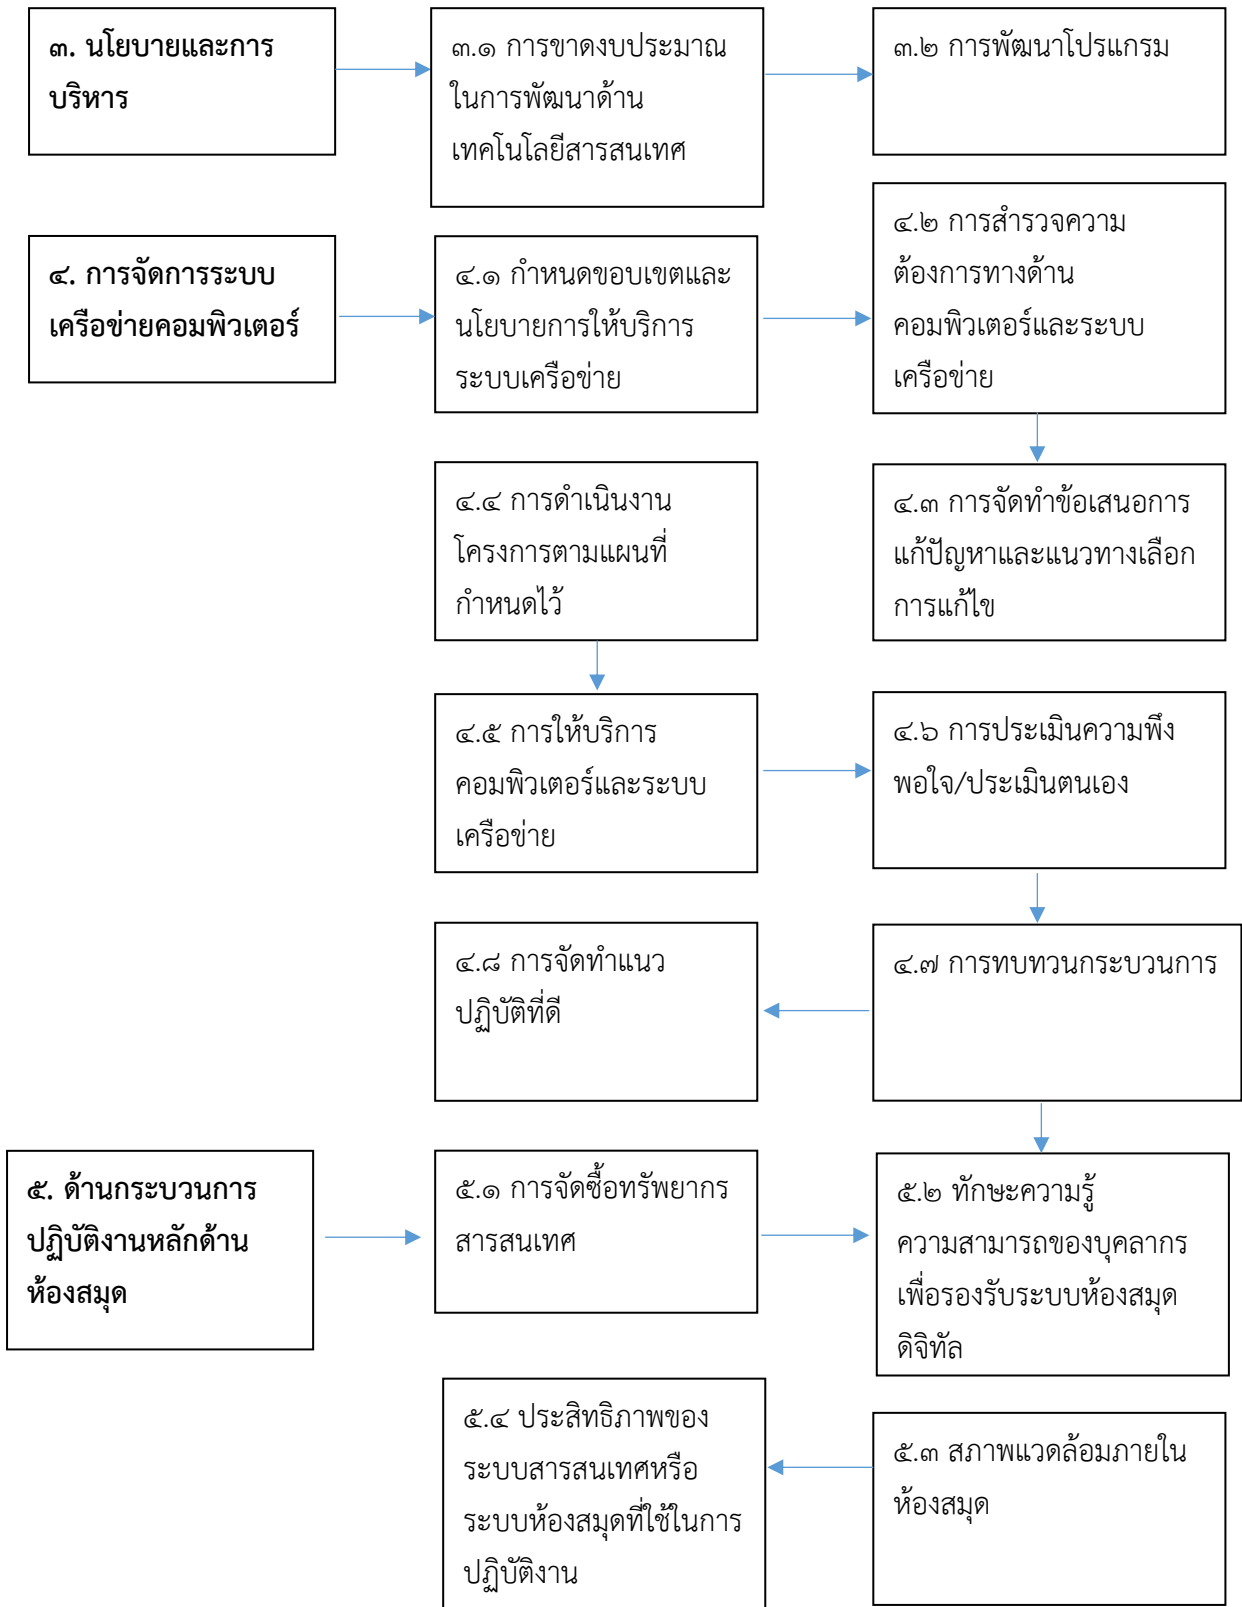 ๓. นโยบายและการ
บริหาร
๓.๑ การขาดงบประมาณ
ในการพัฒนาด้าน
เทคโนโลยีสารสนเทศ
๓.๒ การพัฒนาโปรแกรม
๔. การจัดการระบบ
เครือข่ายคอมพิวเตอร์
๔.๑ กำหนดขอบเขตและ
นโยบายการให้บริการ
ระบบเครือข่าย
๔.๒ การสำรวจความ
ต้องการทางด้าน
คอมพิวเตอร์และระบบ
เครือข่าย
๔.๓ การจัดทำข้อเสนอการ
แก้ปัญหาและแนวทางเลือก
การแก้ไข
๔.๔ การดำเนินงาน
โครงการตามแผนที่
กำหนดไว้
๔.๕ การให้บริการ
คอมพิวเตอร์และระบบ
เครือข่าย
๔.๖ การประเมินความพึง
พอใจ/ประเมินตนเอง
๔.๗ การทบทวนกระบวนการ
๔.๘ การจัดทำแนว
ปฏิบัติที่ดี
๕. ด้านกระบวนการ
ปฏิบัติงานหลักด้าน
ห้องสมุด
๕.๑ การจัดซื้อทรัพยากร
สารสนเทศ
๕.๒ ทักษะความรู้
ความสามารถของบุคลากร
เพื่อรองรับระบบห้องสมุด
ดิจิทัล
๕.๓ สภาพแวดล้อมภายใน
ห้องสมุด
๕.๔ ประสิทธิภาพของ
ระบบสารสนเทศหรือ
ระบบห้องสมุดที่ใช้ในการ
ปฏิบัติงาน